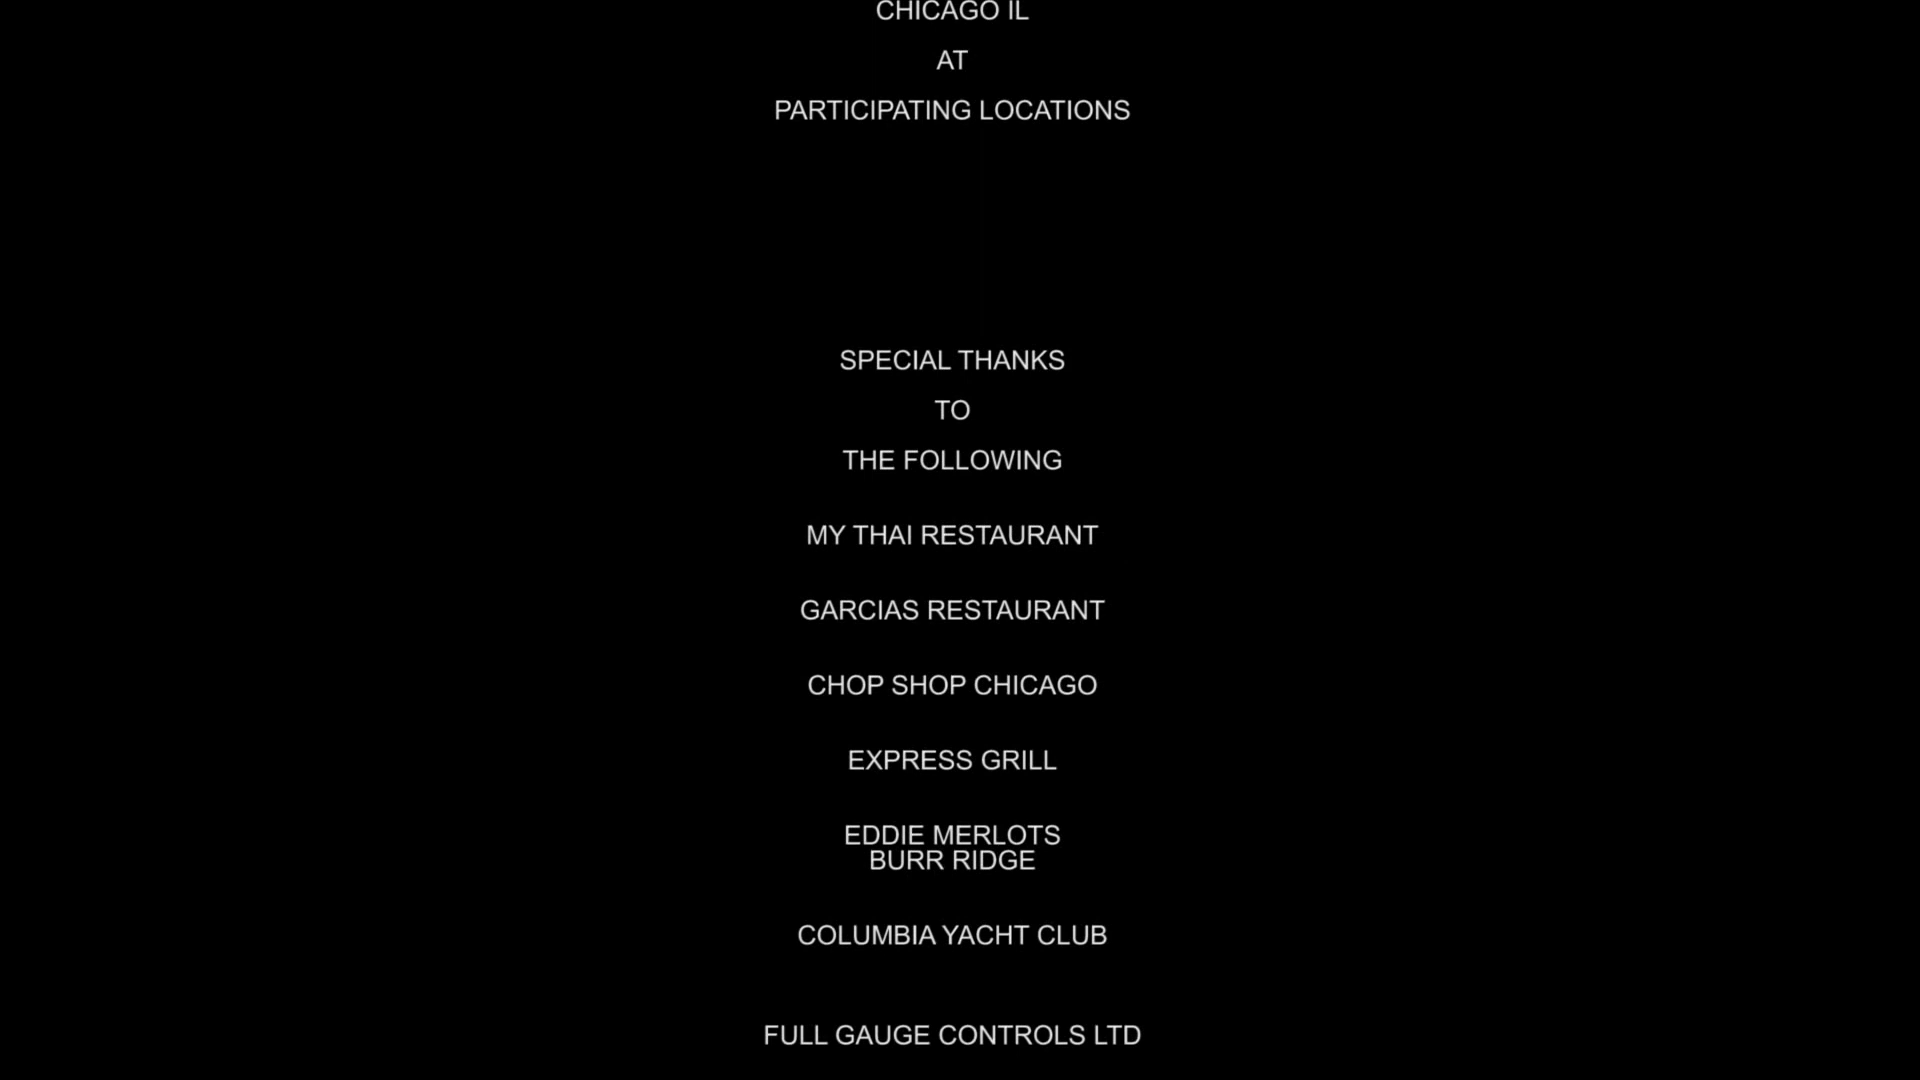 CHICAGO IL
AT
PARTICIPATING LOCATIONS
SPECIAL THANKS
TO
THE FOLLOWING
MY THAI RESTAURANT
GARCIAS RESTAURANT
CHOP SHOP CHICAGO
EXPRESS GRILL
EDDIE MERLOTS
BURR RIDGE
COLUMBIA YACHT CLUB
FULL GAUGE CONTROLS LTD